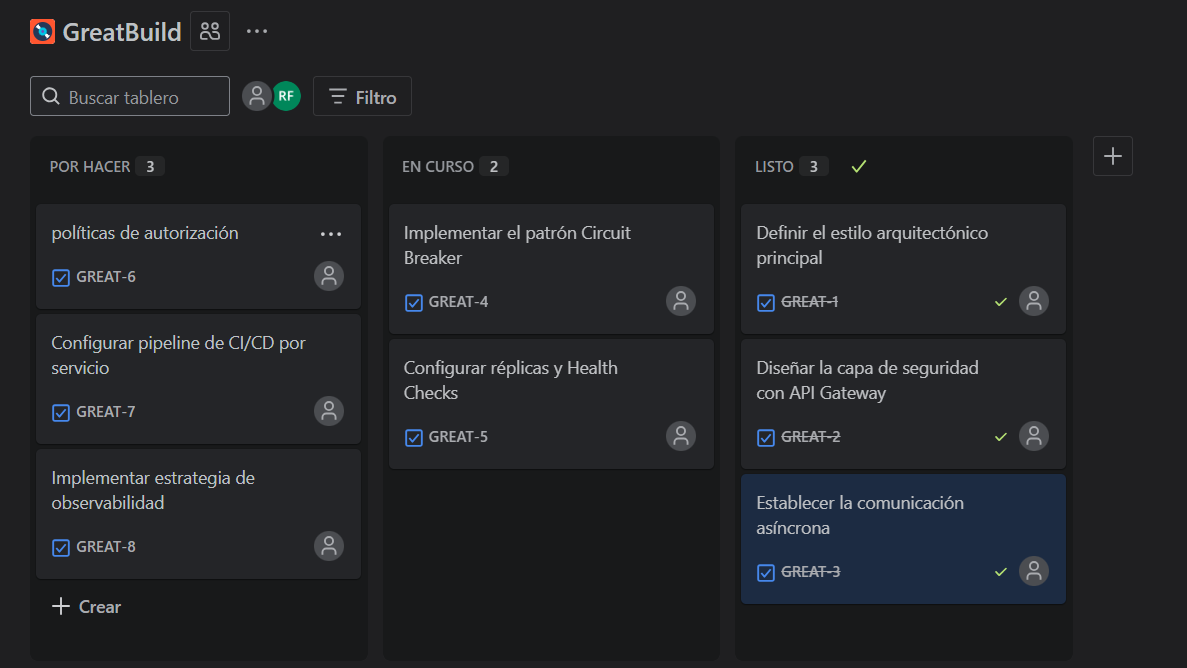 GreatBuild
Buscar tablero
RF
Filtro
POR HACER 3
políticas de autorización
GREAT-6
Configurar pipeline de CI/CD por
servicio
GREAT-7
Implementar estrategia de
observabilidad
GREAT-8
Crear
EN CURSO 2
Implementar el patrón Circuit
Breaker
GREAT-4
Configurar réplicas y Health
Checks
GREAT-5
LISTO 3
Definir el estilo arquitectónico
principal
GREAT-1
Diseñar la capa de seguridad
con API Gateway
GREAT-2
Establecer la comunicación
asíncrona
GREAT-3